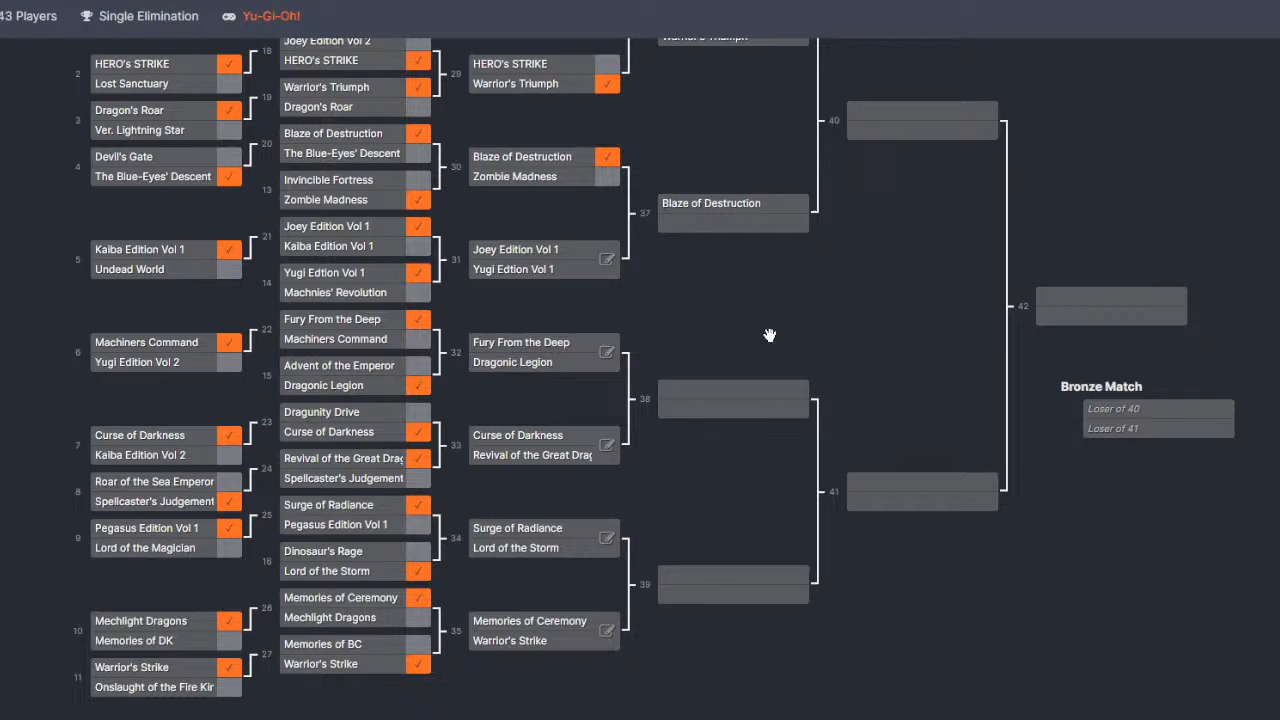 43 Players
Single Elimination
Yu-Gi-Oh!
2
HERO's STRIKE
Lost Sanctuary
3
Dragon's Roar
Ver. Lightning Star
4
Devil's Gate
The Blue-Eyes' Descent
5
Kaiba Edition Vol 1
Undead World
6
Machiners Command
Yugi Edition Vol 2
7
Curse of Darkness
Kaiba Edition Vol 2
8
Roar of the Sea Emperor
Spellcaster's Judgement
9
Pegasus Edition Vol 1
Lord of the Magician
10
Mechlight Dragons
Memories of DK
11
Warrior's Strike
Onslaught of the Fire Kir
18
Joey Edition Vol 2
HERO's STRIKE
19
Warrior's Triumph
Dragon's Roar
20
Blaze of Destruction
The Blue-Eyes' Descent
13
Invincible Fortress
Zombie Madness
21
Joey Edition Vol 1
Kaiba Edition Vol 1
14
Yugi Edtion Vol 1
Machnies' Revolution
22
Fury From the Deep
Machiners Command
15
Advent of the Emperor
Dragonic Legion
23
Dragunity Drive
Curse of Darkness
24
Revival of the Great Drag
Spellcaster's Judgement
25
Surge of Radiance
Pegasus Edition Vol 1
16
Dinosaur's Rage
Lord of the Storm
26
Memories of Ceremony
Mechlight Dragons
27
Memories of BC
Warrior's Strike
29
HERO's STRIKE
Warrior's Triumph
30
Blaze of Destruction
Zombie Madness
31
Joey Edition Vol 1
Yugi Edtion Vol 1
32
Fury From the Deep
Dragonic Legion
33
Curse of Darkness
Revival of the Great Drag
34
Surge of Radiance
Lord of the Storm
35
Memories of Ceremony
Warrior's Strike
Warrior's Triumph
37
Blaze of Destruction
38
39
40
41
42
Bronze Match
Loser of 40
Loser of 41